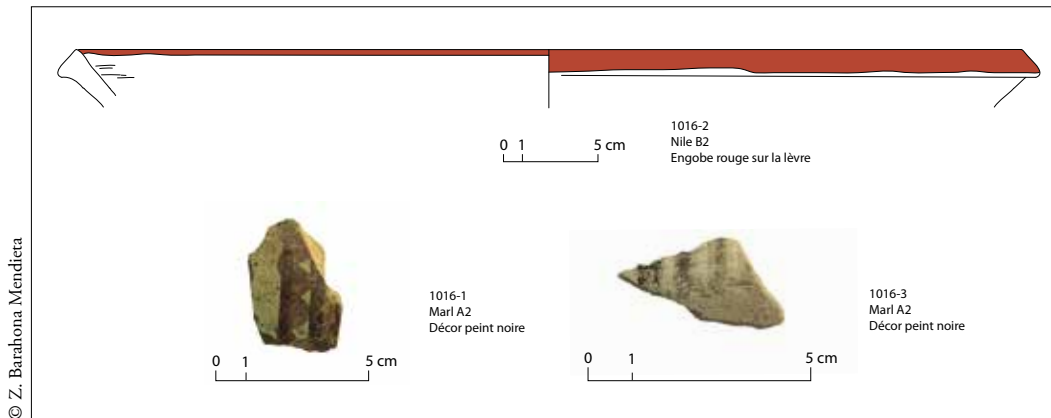 0 1 5 cm
1016-2
Nile B2
Engobe rouge sur la lèvre
1016-1
Marl A2
Décor peint noire
0 1 5 cm
1016-3
Marl A2
Décor peint noire
0 1 5 cm
© Z. Barahona Mendieta